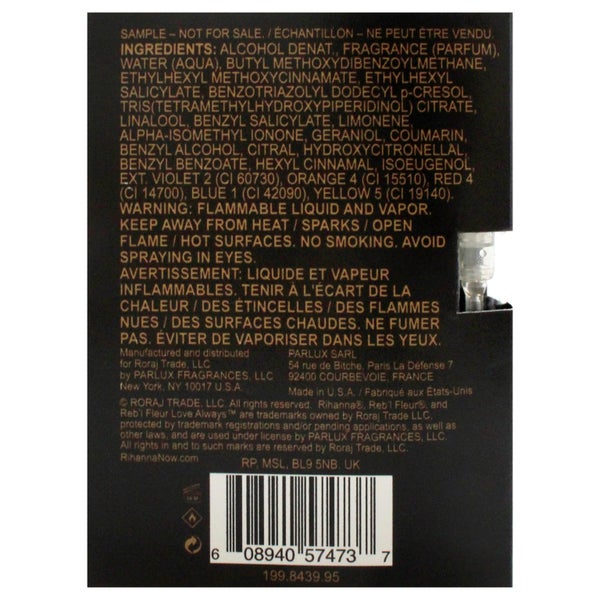 SAMPLE – NOT FOR SALE. / ÉCHANTILLON – NE PEUT ÊTRE VENDU.
INGREDIENTS: ALCOHOL DENAT., FRAGRANCE (PARFUM),
WATER (AQUA), BUTYL METHOXYDIBENZOYLMETHANE,
ETHYLHEXYL METHOXYCINNAMATE, ETHYLHEXYL
SALICYLATE, BENZOTRIAZOLYL DODECYL p-CRESOL,
TRIS(TETRAMETHYLHYDROXYPIPERIDINOL) CITRATE,
LINALOOL, BENZYL SALICYLATE, LIMONENE
ALPHA-ISOMETHYL IONONE, GERANIOL, COUMARIN,
BENZYL ALCOHOL, CITRAL, HYDROXYCITRONELLAL,
BENZYL BENZOATE, HEXYL CINNAMAL, ISOEUGENOL,
EXT. VIOLET 2 (CI 60730), ORANGE 4 (CI 15510), RED 4
(CI 14700), BLUE 1 (CI 42090), YELLOW 5 (CI 19140).
WARNING: FLAMMABLE LIQUID AND VAPOR.
KEEP AWAY FROM HEAT / SPARKS / OPEN
FLAME / HOT SURFACES. NO SMOKING. AVOID
SPRAYING IN EYES.
AVERTISSEMENT: LIQUIDE ET VAPEUR
INFLAMMABLES. TENIR À L'ÉCART DE LA
CHALEUR / DES ÉTINCELLES / DES FLAMMES
NUES / DES SURFACES CHAUDES. NE FUMER
PAS. ÉVITER DE VAPORISER DANS LES YEUX.
Manufactured and distributed
for Roraj Trade, LLC
by PARLUX FRAGRANCES, LLC
New York, NY, 10017 U.S.A.
PARLUX SARL
54 rue de Bitche, Paris La Défense 7
92400 COURBEVOIE, FRANCE
Made in U.S.A. / Fabriqué aux États-Unis
© RORAJ TRADE, LLC. All rights reserved. Rihanna®, Reb'l Fleur®, and
Reb'l Fleur Love Always™ are trademarks owned by Roraj Trade, LLC.
protected by trademark registrations and/or pending applications, as well as
other laws, and are used under license by PARLUX FRAGRANCES, LLC.
All rights in and to such marks are reserved by Roraj Trade, LLC.
RihannaNow.com
RP, MSL, BL9 5NB. UK
6 08940 57473 7
199.8439.95